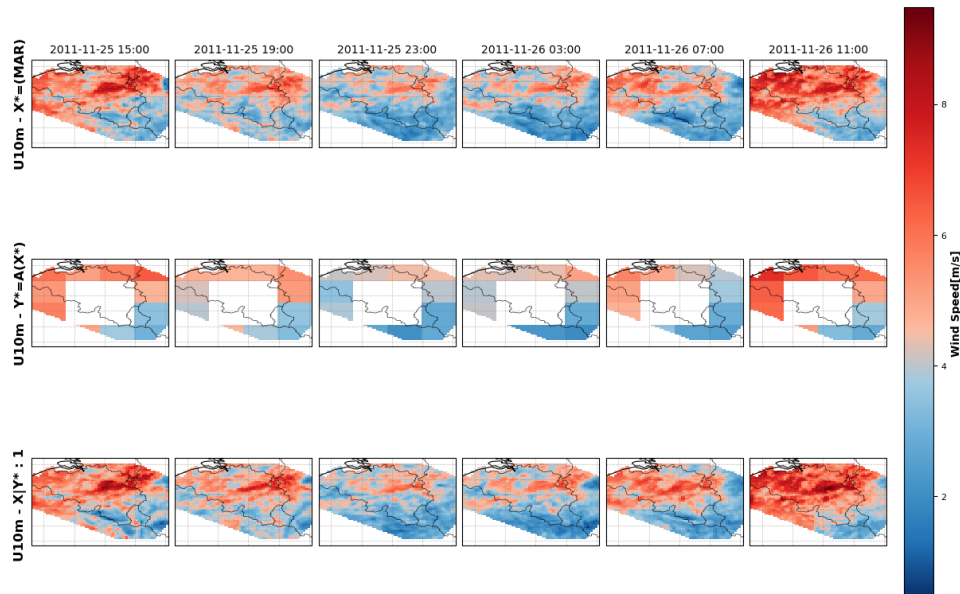 2011-11-25 15:00 2011-11-25 19:00 2011-11-25 23:00 2011-11-26 03:00 2011-11-26 07:00 2011-11-26 11:00
U10m - X*=(MAR)
U10m - Y*=A(X*)
U10m - X|Y* : 1
8
6
4
2
Wind Speed[m/s]